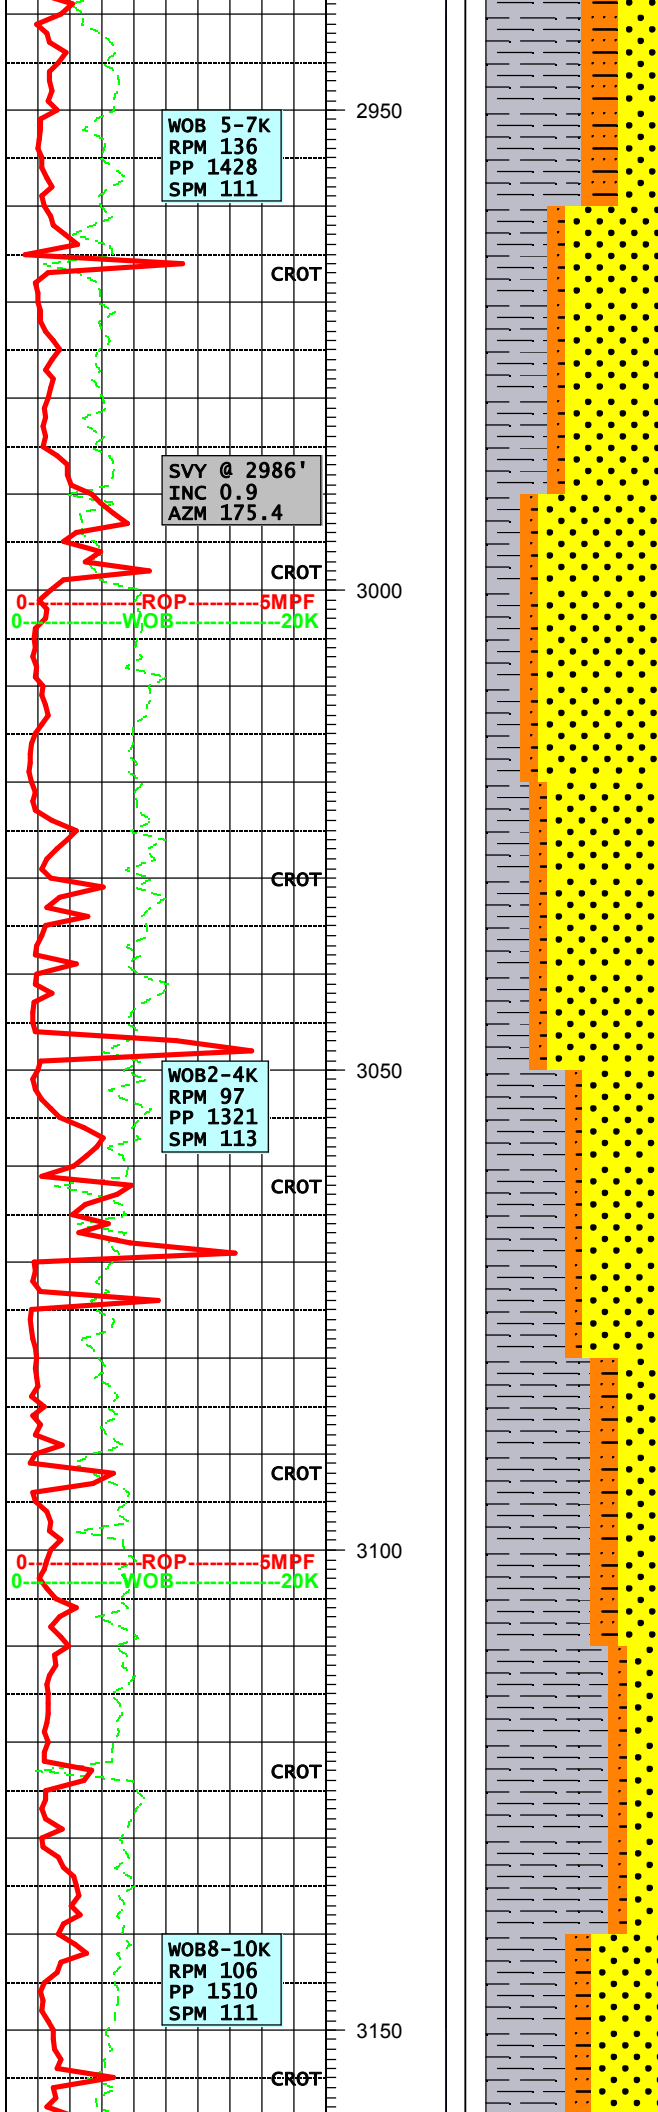 2950
WOB 5-7K
RPM 136
PP 1428
SPM 111
CROT
SVY @ 2986'
INC 0.9
AZM 175.4
CROT
3000
0-----------------ROP-----------5MPF
0---------------WOB----------------20K
CROT
3050
WOB2-4K
RPM 97
PP 1321
SPM 113
CROT
CROT
3100
0-----------------ROP-----------5MPF
0---------------WOB----------------20K
CROT
WOB8-10K
RPM 106
PP 1510
SPM 111
3150
CROT